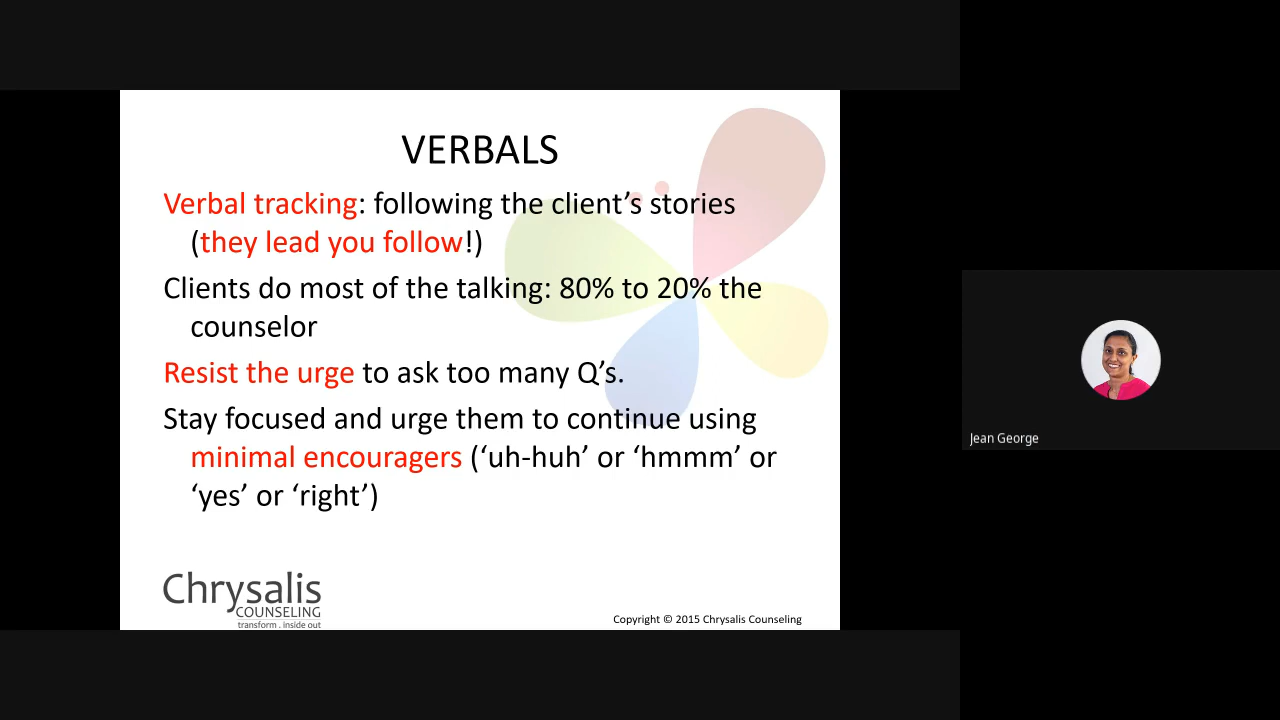 VERBALS
Verbal tracking: following the client’s stories
(they lead you follow!)
Clients do most of the talking: 80% to 20% the
counselor
Resist the urge to ask too many Q’s.
Stay focused and urge them to continue using
minimal encouragers (‘uh-huh’ or ‘hmmm’ or
‘yes’ or ‘right’)
Chrysalis
COUNSELING
transform . inside out
Copyright © 2015 Chrysalis Counseling
Jean George